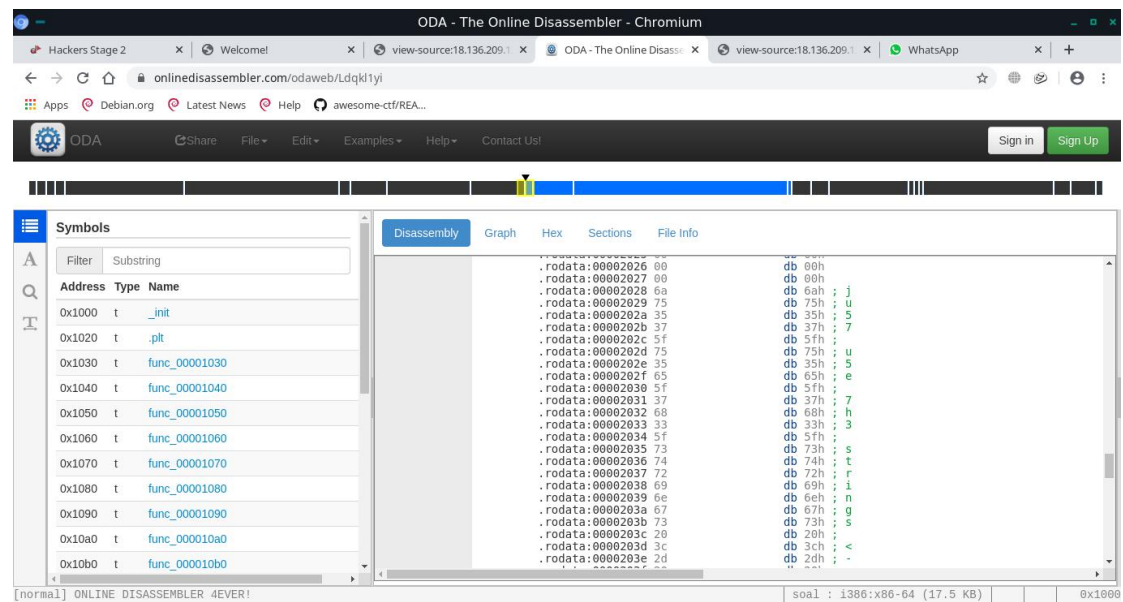 ODA - The Online Disassembler - Chromium
Hackers Stage 2 × Welcome! × view-source:18.136.209.1 × ODA - The Online Disasse × view-source:18.136.209.1 × WhatsApp × +
onlinedisassembler.com/odaweb/Ldqkl1yi
Apps Debian.org Latest News Help awesome-ctf/REA...
ODA Share File Edit Examples Help Contact Us! Sign in Sign Up
Symbols
Disassembly Graph Hex Sections File Info
Filter Substring
Address Type Name
0x1000 t _init
0x1020 t .plt
0x1030 t func_00001030
0x1040 t func_00001040
0x1050 t func_00001050
0x1060 t func_00001060
0x1070 t func_00001070
0x1080 t func_00001080
0x1090 t func_00001090
0x10a0 t func_000010a0
0x10b0 t func_000010b0
.rodata:00002026 00 db 00h
.rodata:00002027 00 db 00h
.rodata:00002028 6a db 6ah ; j
.rodata:00002029 75 db 75h ; u
.rodata:0000202a 35 db 35h ; 5
.rodata:0000202b 37 db 37h ; 7
.rodata:0000202c 5f db 5fh ;
.rodata:0000202d 75 db 75h ; u
.rodata:0000202e 35 db 35h ; 5
.rodata:0000202f 65 db 65h ; e
.rodata:00002030 5f db 5fh ;
.rodata:00002031 37 db 37h ; 7
.rodata:00002032 68 db 68h ; h
.rodata:00002033 33 db 33h ; 3
.rodata:00002034 5f db 5fh ;
.rodata:00002035 73 db 73h ; s
.rodata:00002036 74 db 74h ; t
.rodata:00002037 72 db 72h ; r
.rodata:00002038 69 db 69h ; i
.rodata:00002039 6e db 6eh ; n
.rodata:0000203a 67 db 67h ; g
.rodata:0000203b 73 db 73h ; s
.rodata:0000203c 20 db 20h ;
.rodata:0000203d 3c db 3ch ; <
.rodata:0000203e 2d db 2dh ; -
[normal] ONLINE DISASSEMBLER 4EVER! soal : i386:x86-64 (17.5 KB) 0x1000